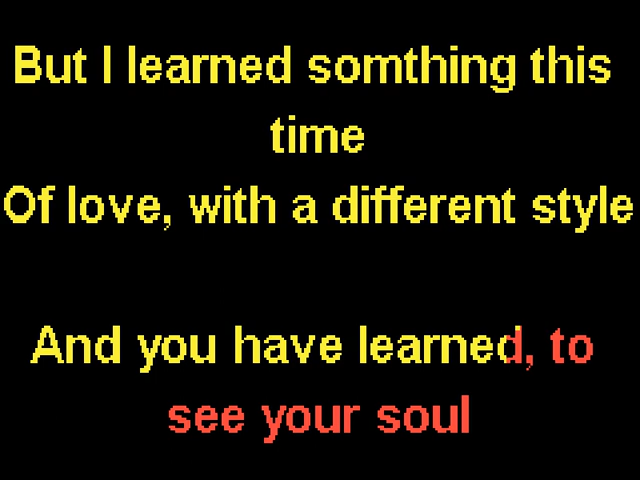 But I learned somthing this
time
Of love, with a different style
And you have learned, to
see your soul